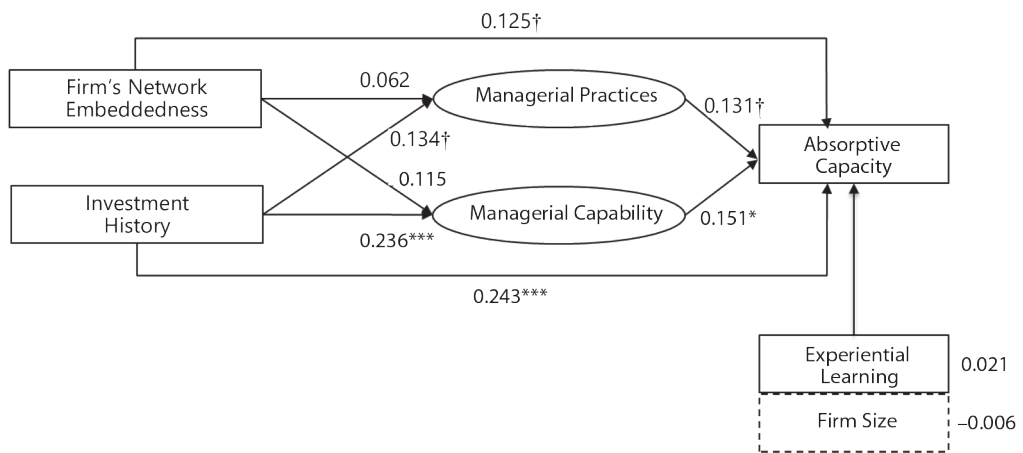 0.125†
Firm's Network
Embeddedness
0.062
Managerial Practices
0.131†
0.134†
Absorptive
Capacity
0.115
Investment
History
Managerial Capability
0.151*
0.236***
0.243***
Experiential
Learning
0.021
Firm Size
–0.006